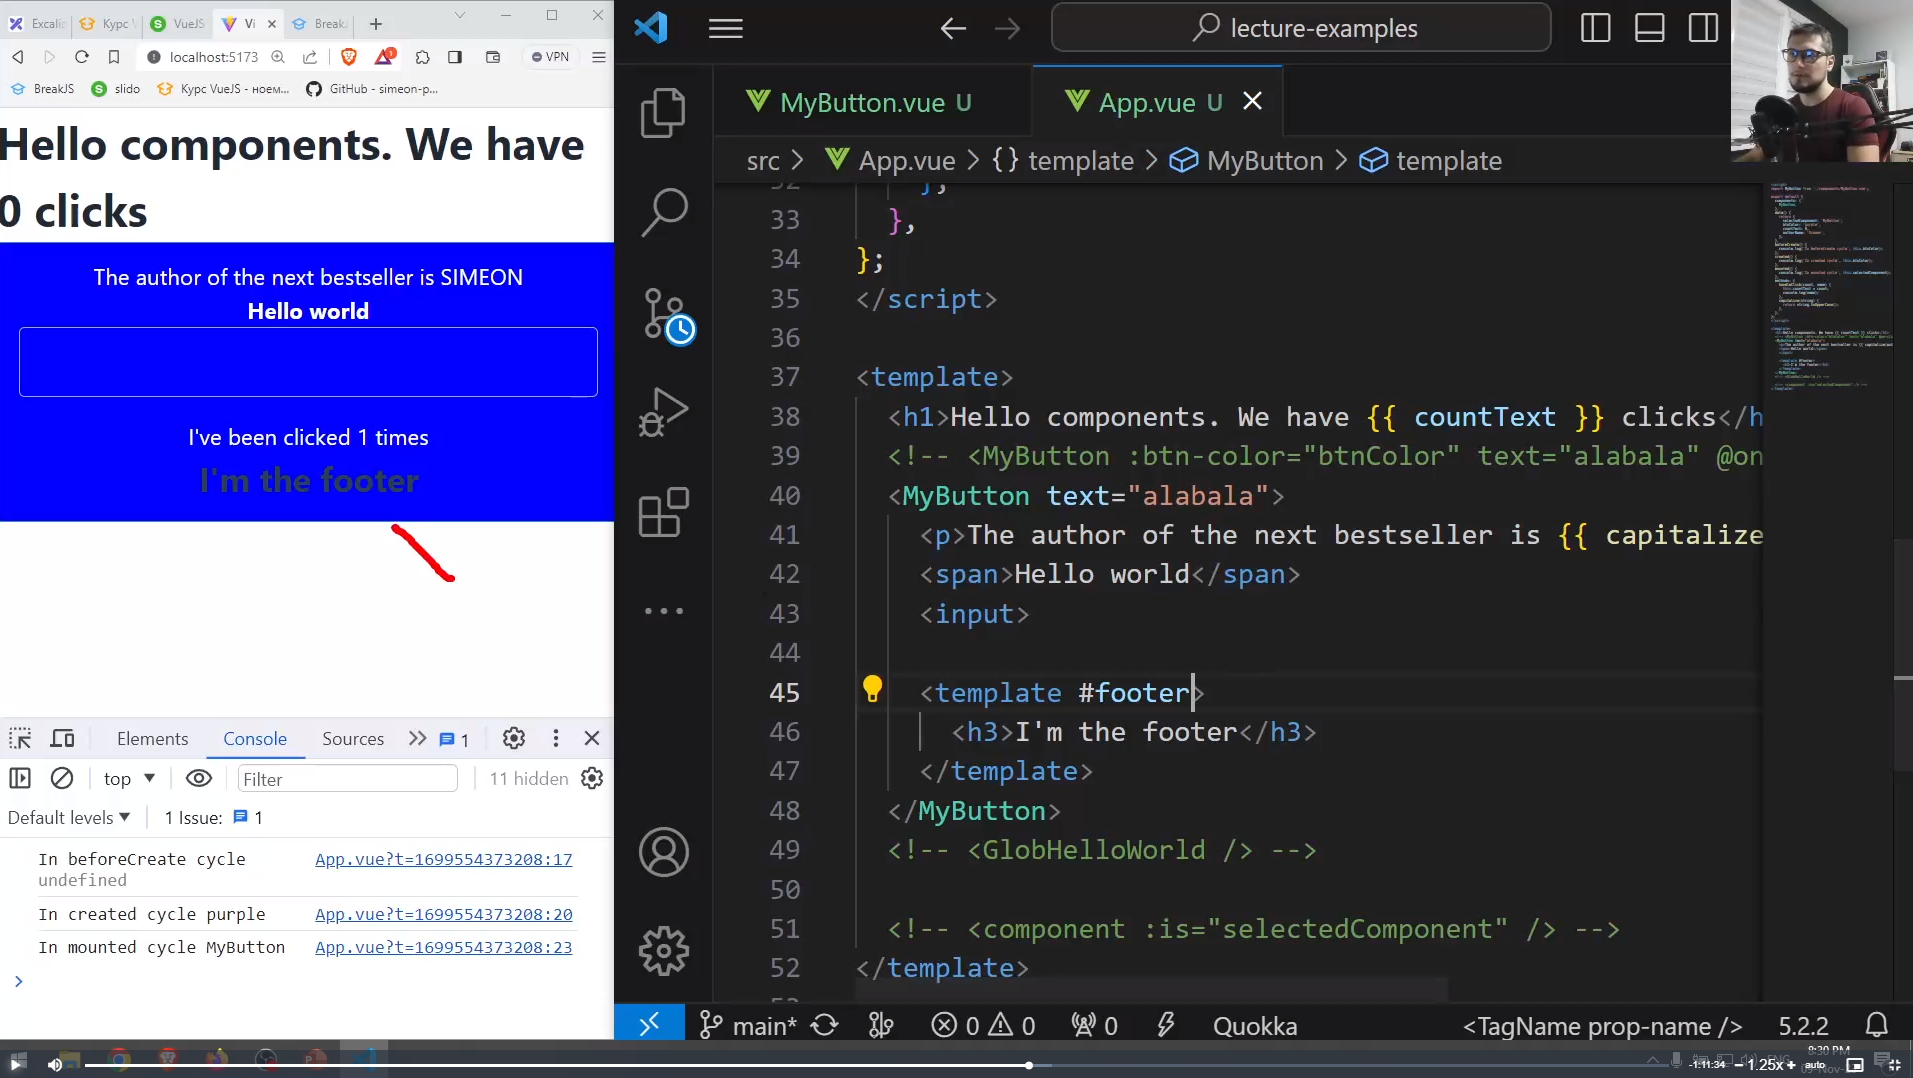 Excali
Курс V
VueJS
Vi
BreakJ
localhost:5173
VPN
BreakJS
slido
Курс VueJS - ноем...
GitHub - simeon-p...
Hello components. We have
0 clicks
The author of the next bestseller is SIMEON
Hello world
I've been clicked 1 times
I'm the footer
Elements
Console
Sources
1
top
Filter
11 hidden
Default levels
1 Issue:
1
In beforeCreate cycle
undefined
App.vue?t=1699554373208:17
In created cycle purple
App.vue?t=1699554373208:20
In mounted cycle MyButton
App.vue?t=1699554373208:23
>
lecture-examples
MyButton.vue U
App.vue U
src > App.vue > {} template > MyButton > template
32 },
33 },
34 };
35 </script>
36
37 <template>
38 <h1>Hello components. We have {{ countText }} clicks</h
39 <!-- <MyButton :btn-color="btnColor" text="alabala" @on
40 <MyButton text="alabala">
41 <p>The author of the next bestseller is {{ capitalize
42 <span>Hello world</span>
43 <input>
44
45 <template #footer>
46 <h3>I'm the footer</h3>
47 </template>
48 </MyButton>
49 <!-- <GlobHelloWorld /> -->
50
51 <!-- <component :is="selectedComponent" /> -->
52 </template>
main*
0
0
0
Quokka
<TagName prop-name />
5.2.2
8:30 PM
-1:11:34
− 1.25x +
auto